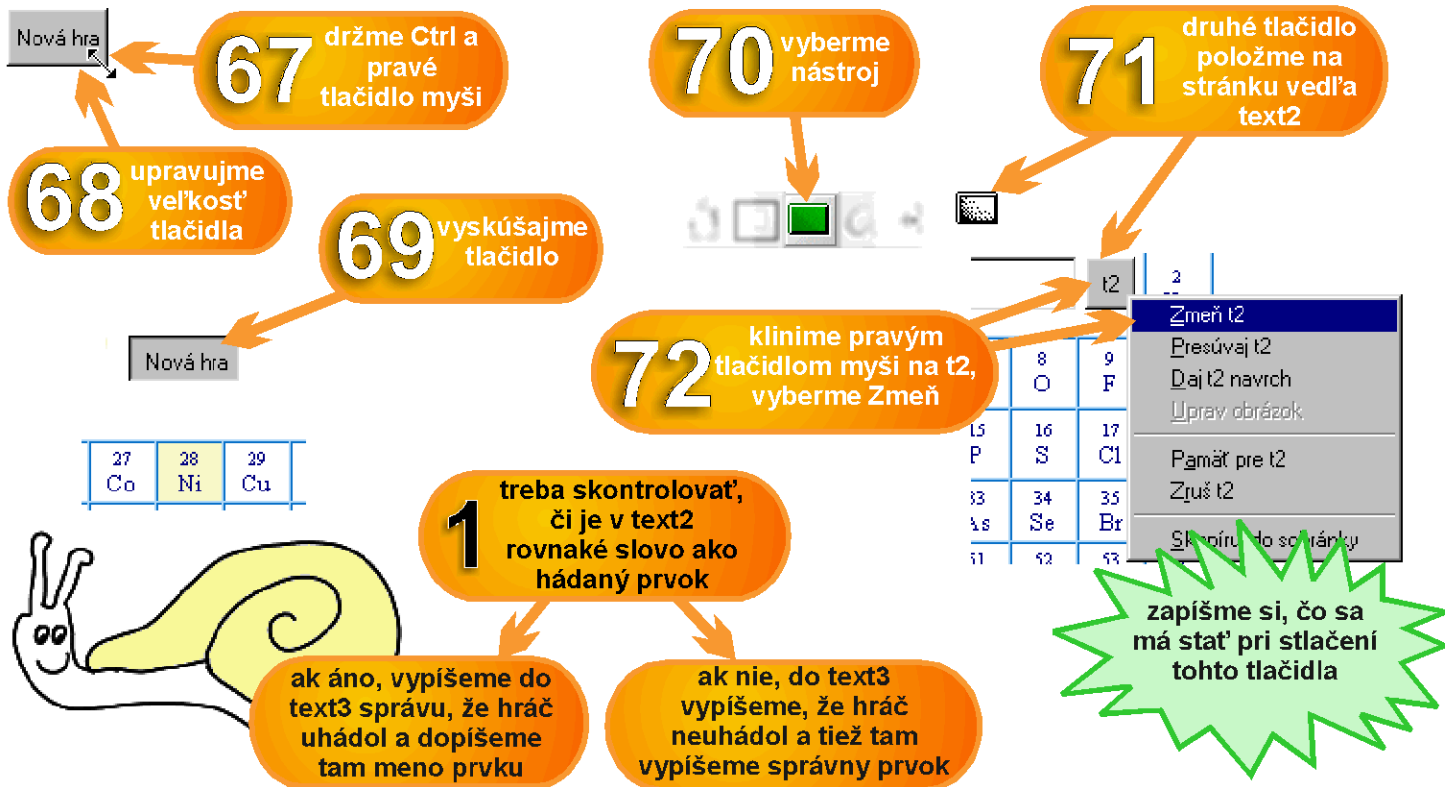 Nová hra
67
držme Ctrl a
pravé
tlačidlo myši
68
upravujme
veľkosť
tlačidla
69
vyskúšajme
tlačidlo
Nová hra
70
vyberme
nástroj
71
druhé tlačidlo
položme na
stránku vedľa
text2
t2
2
72
klinime pravým
tlačidlom myši na t2,
vyberme Zmeň
Zmeň t2
Presúvaj t2
Daj t2 navrch
Uprav obrázok
Pamäť pre t2
Zruš t2
8 9
O F
15 16 17
P S Cl
33 34 35
As Se Br
51 52 53
27 28 29
Co Ni Cu
1
treba skontrolovať,
či je v text2
rovnaké slovo ako
hádaný prvok
ak áno, vypíšeme do
text3 správu, že hráč
uhádol a dopíšeme
tam meno prvku
ak nie, do text3
vypíšeme, že hráč
neuhádol a tiež tam
vypíšeme správny prvok
zapíšme si, čo sa
má stať pri stlačení
tohto tlačidla